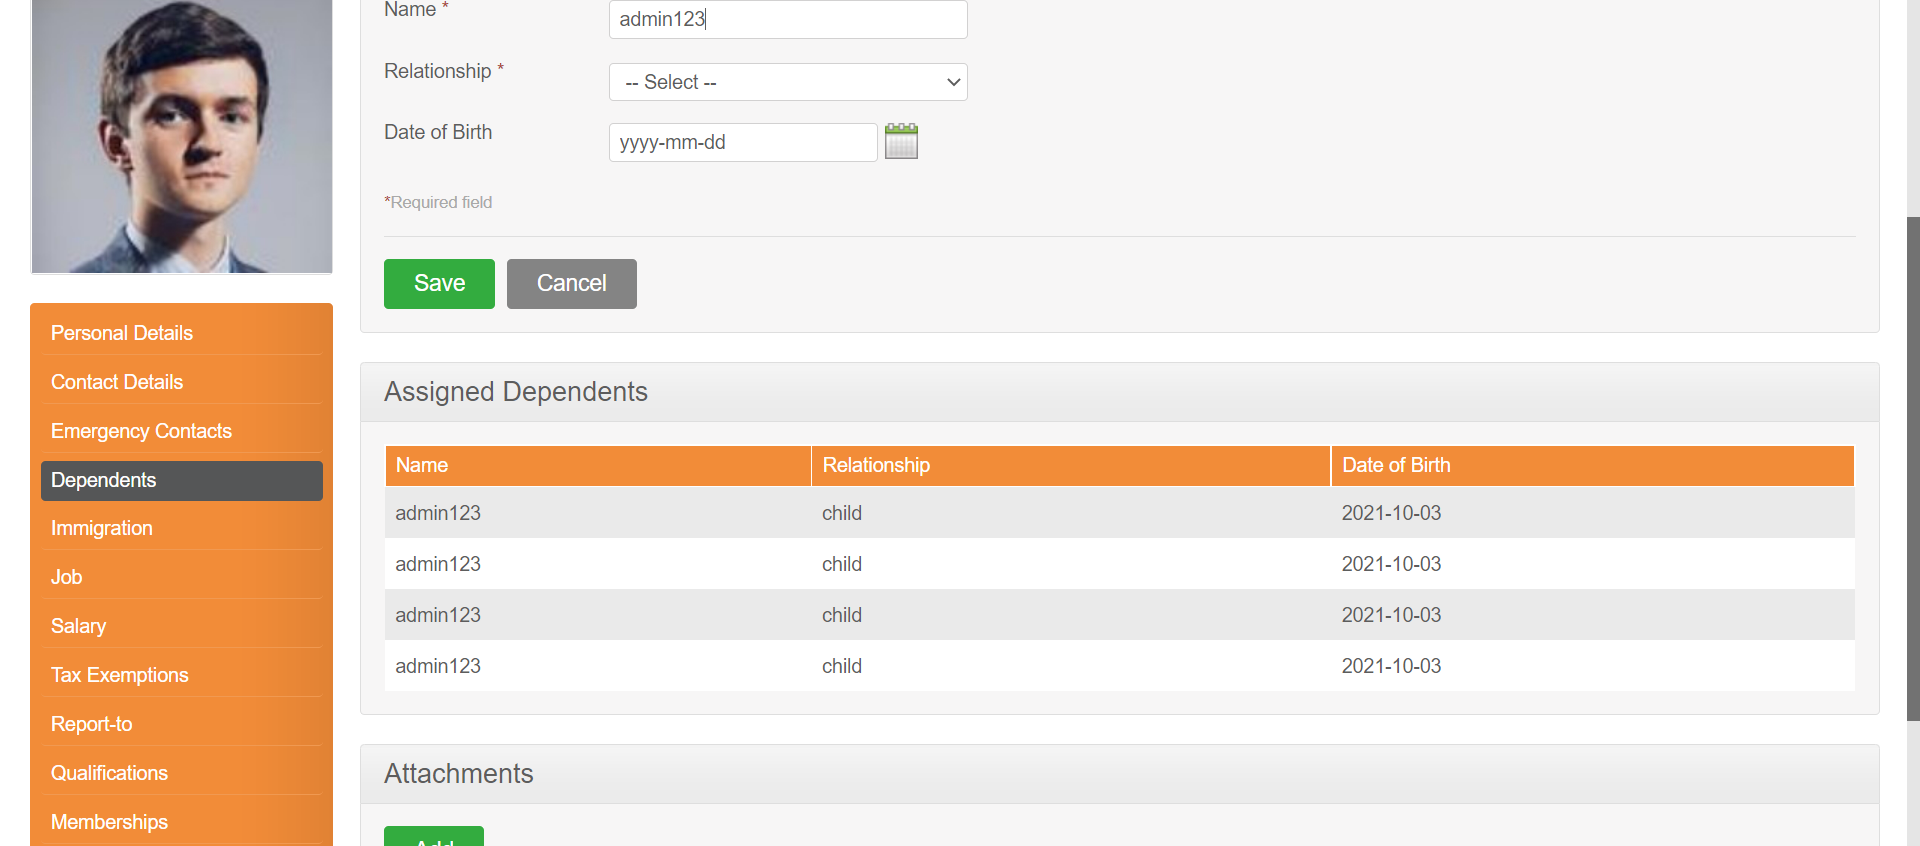 Name *
admin123
Relationship *
-- Select --
Date of Birth
yyyy-mm-dd
*Required field
Save
Cancel
Personal Details
Contact Details
Emergency Contacts
Dependents
Immigration
Job
Salary
Tax Exemptions
Report-to
Qualifications
Memberships
Assigned Dependents
Name Relationship Date of Birth
admin123 child 2021-10-03
admin123 child 2021-10-03
admin123 child 2021-10-03
admin123 child 2021-10-03
Attachments
Add